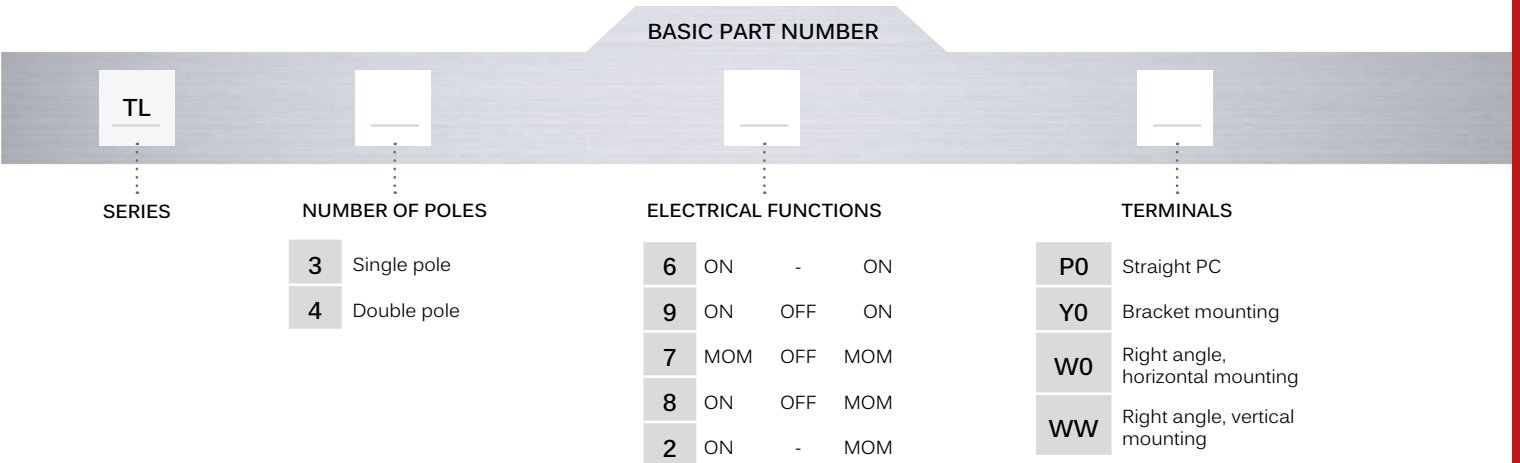 BASIC PART NUMBER
TL
SERIES
NUMBER OF POLES
3 Single pole
4 Double pole
ELECTRICAL FUNCTIONS
6 ON - ON
9 ON OFF ON
7 MOM OFF MOM
8 ON OFF MOM
2 ON - MOM
TERMINALS
P0 Straight PC
Y0 Bracket mounting
W0 Right angle,
horizontal mounting
WW Right angle, vertical
mounting